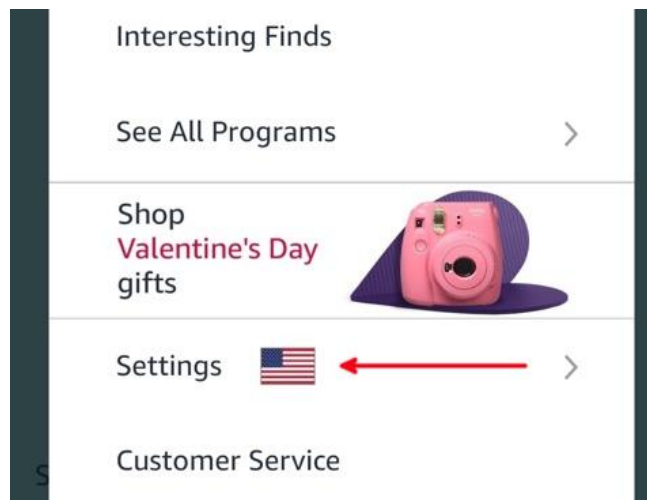 Interesting Finds
See All Programs
Shop
Valentine's Day
gifts
Settings
Customer Service
S